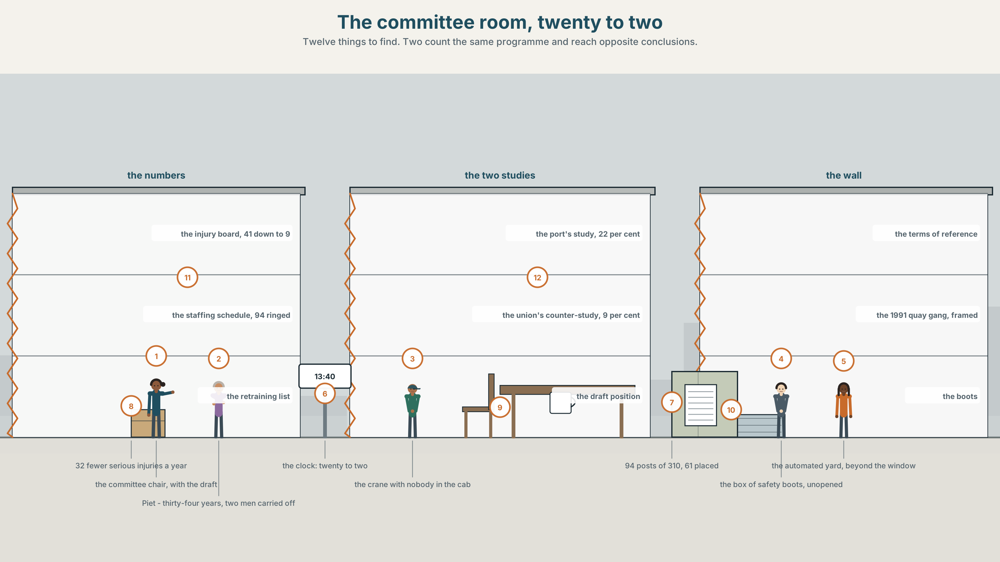 The committee room, twenty to two
Twelve things to find. Two count the same programme and reach opposite conclusions.
the numbers
the two studies
the wall
the injury board, 41 down to 9
the port's study, 22 per cent
the terms of reference
11
12
the staffing schedule, 94 ringed
the union's counter-study, 9 per cent
the 1991 quay gang, framed
1
2
3
4
5
13:40
6
the retraining list
the draft position
the boots
8
9
7
10
32 fewer serious injuries a year
the clock: twenty to two
94 posts of 310, 61 placed
the automated yard, beyond the window
the committee chair, with the draft
the crane with nobody in the cab
the box of safety boots, unopened
Piet - thirty-four years, two men carried off